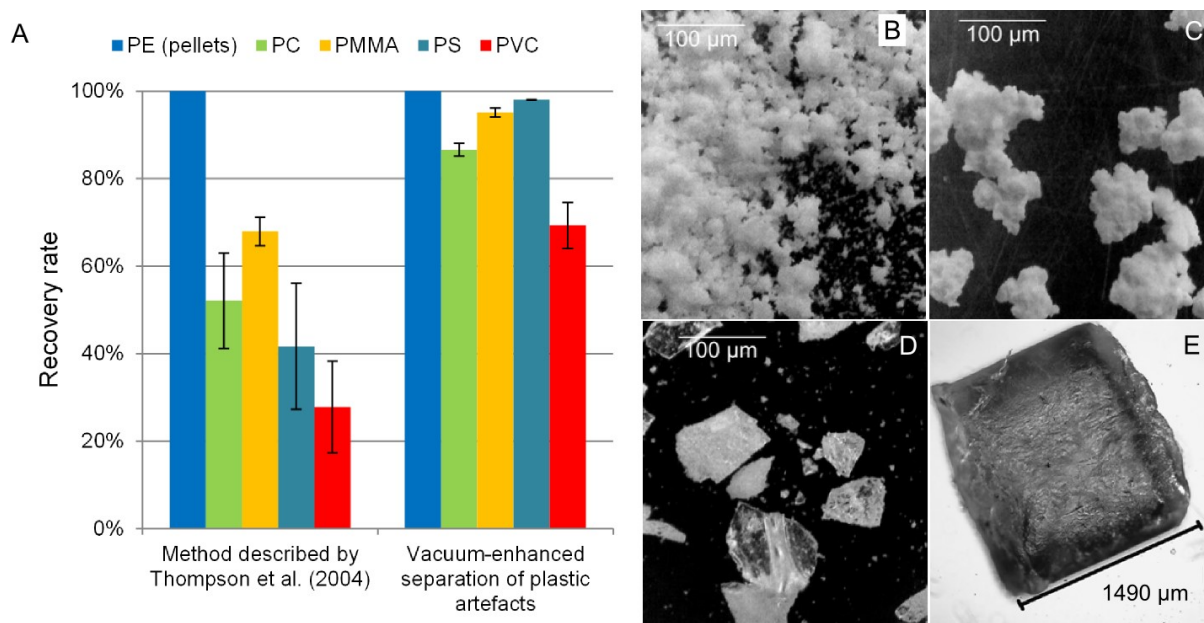 A
PE (pellets) PC PMMA PS PVC
100%
80%
60%
40%
20%
0%
Recovery rate
Method described by
Thompson et al. (2004)
Vacuum-enhanced
separation of plastic
artefacts
100 µm
B
100 µm
C
100 µm
D
E
1490 µm